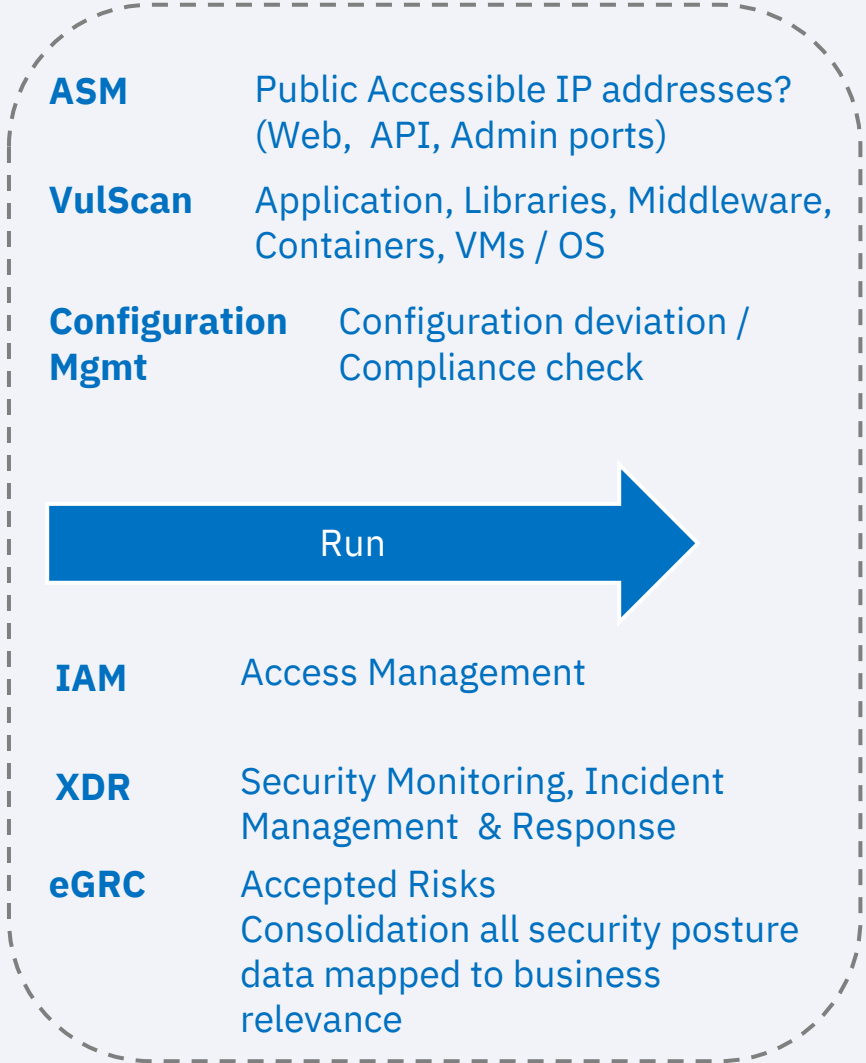 ASM Public Accessible IP addresses?
(Web, API, Admin ports)
VulScan Application, Libraries, Middleware,
Containers, VMs / OS
Configuration Configuration deviation /
Mgmt Compliance check
Run
IAM Access Management
XDR Security Monitoring, Incident
Management & Response
eGRC Accepted Risks
Consolidation all security posture
data mapped to business
relevance